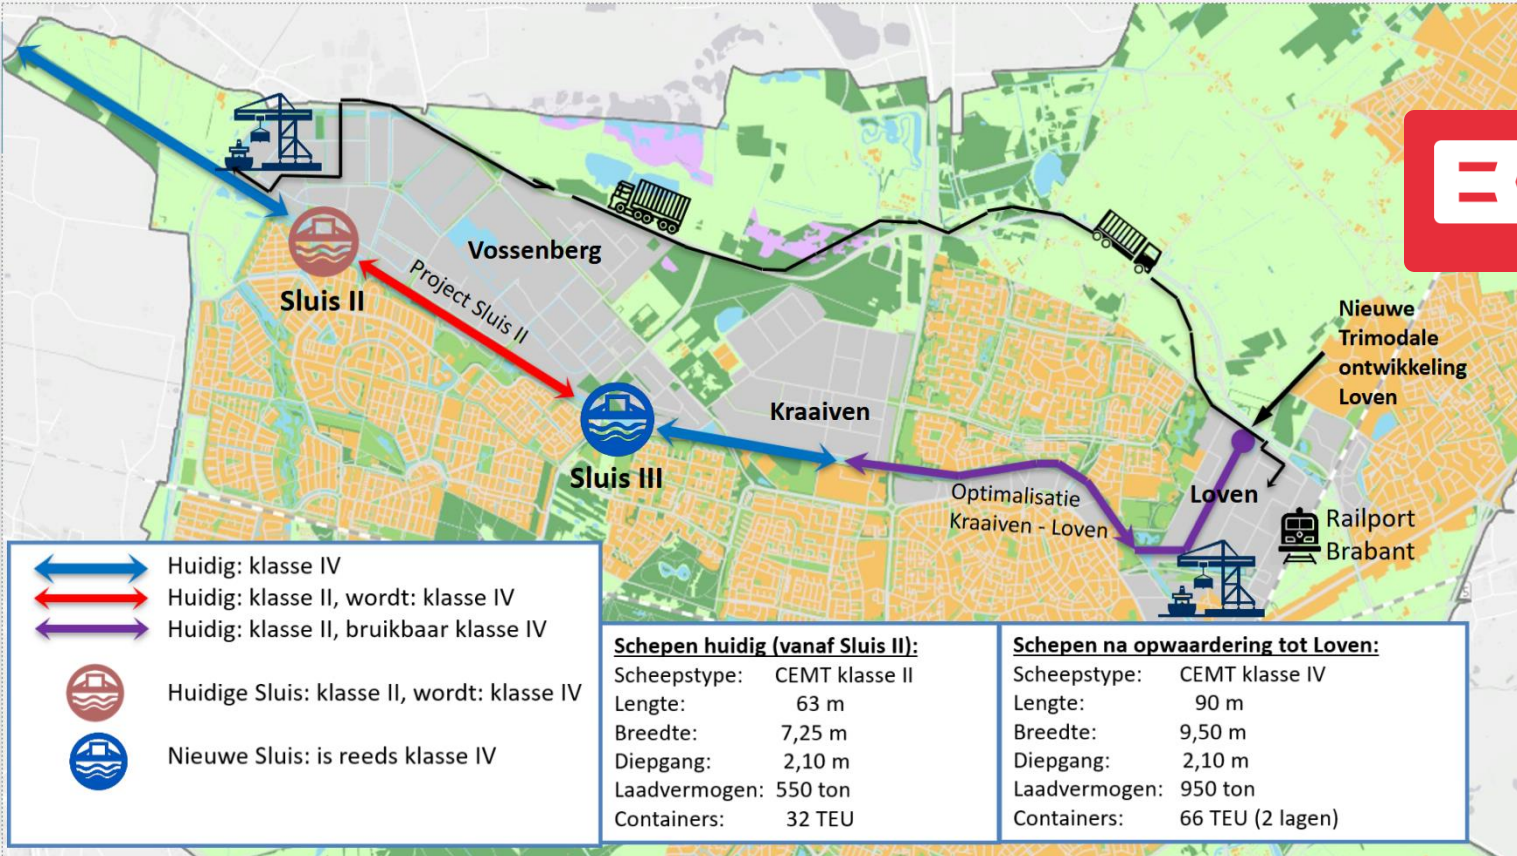 Vossenberg
Project Sluis II
Sluis II
Sluis III
Kraaiven
Nieuwe
Trimodale
ontwikkeling
Loven
Optimalisatie
Kraaiven - Loven
Loven
Railport
Brabant
Huidig: klasse IV
Huidig: klasse II, wordt: klasse IV
Huidig: klasse II, bruikbaar klasse IV
Huidige Sluis: klasse II, wordt: klasse IV
Nieuwe Sluis: is reeds klasse IV
Schepen huidig (vanaf Sluis II):
Scheepstype: CEMT klasse II
Lengte: 63 m
Breedte: 7,25 m
Diepgang: 2,10 m
Laadvermogen: 550 ton
Containers: 32 TEU
Schepen na opwaardering tot Loven:
Scheepstype: CEMT klasse IV
Lengte: 90 m
Breedte: 9,50 m
Diepgang: 2,10 m
Laadvermogen: 950 ton
Containers: 66 TEU (2 lagen)